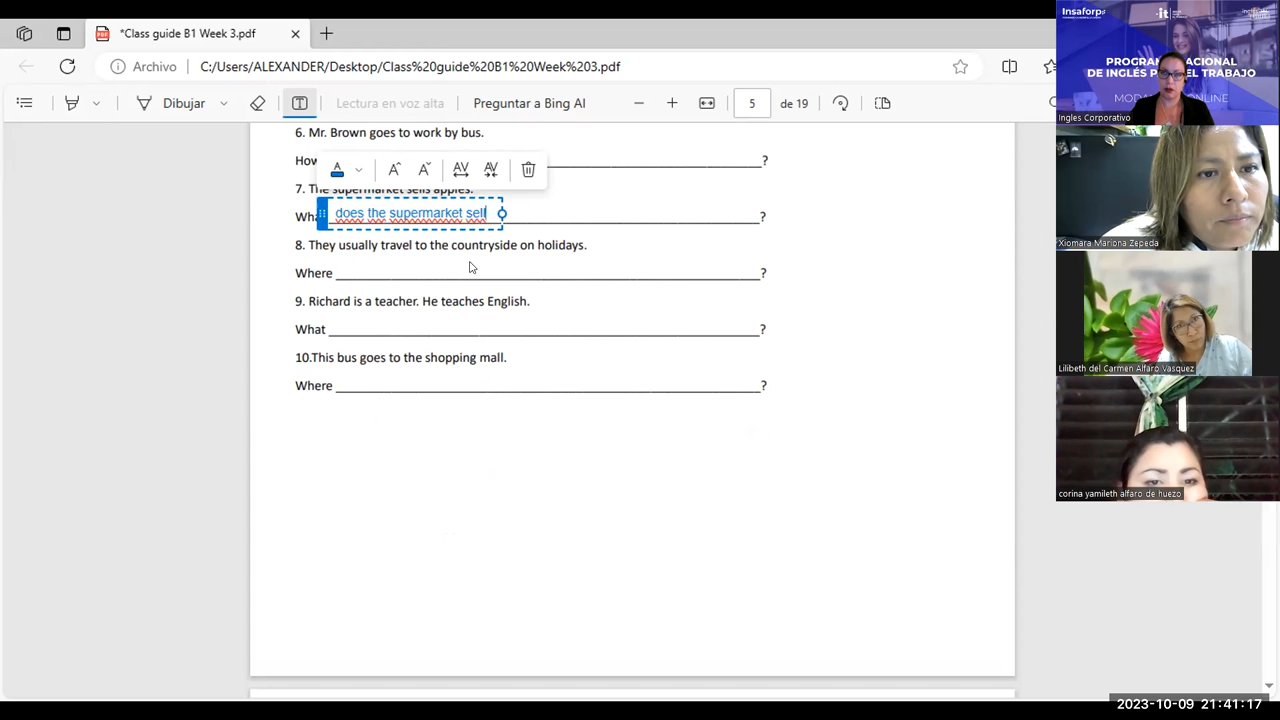 *Class guide B1 Week 3.pdf
Archivo
C:/Users/ALEXANDER/Desktop/Class%20guide%20B1%20Week%203.pdf
Dibujar
Lectura en voz alta
Preguntar a Bing AI
5
de 19
6. Mr. Brown goes to work by bus.
How ?
7. The supermarket sells apples.
does the supermarket sell
8. They usually travel to the countryside on holidays.
Where ?
9. Richard is a teacher. He teaches English.
What ?
10.This bus goes to the shopping mall.
Where ?
Insaforp
it
Ingles Corporativo
Xiomara Mariona Zepeda
Lilibeth del Carmen Alfaro Vasquez
corina yamileth alfaro de huezo
2023-10-09 21:41:17